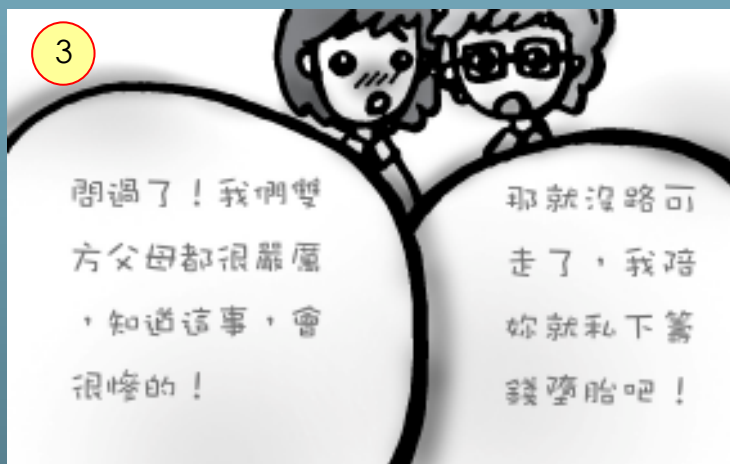 3
問過了！我們雙
方父母都很嚴厲
，知道這事，會
很慘的！
那就沒路可
走了，我陪
妳就私下籌
錢墮胎吧！